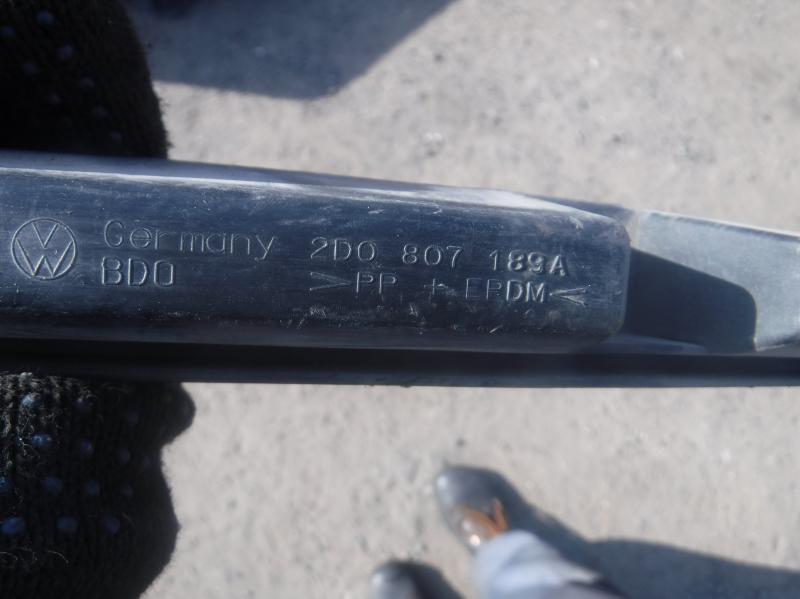 Germany 2D0 807 189A
BDO >PP + EPDM<